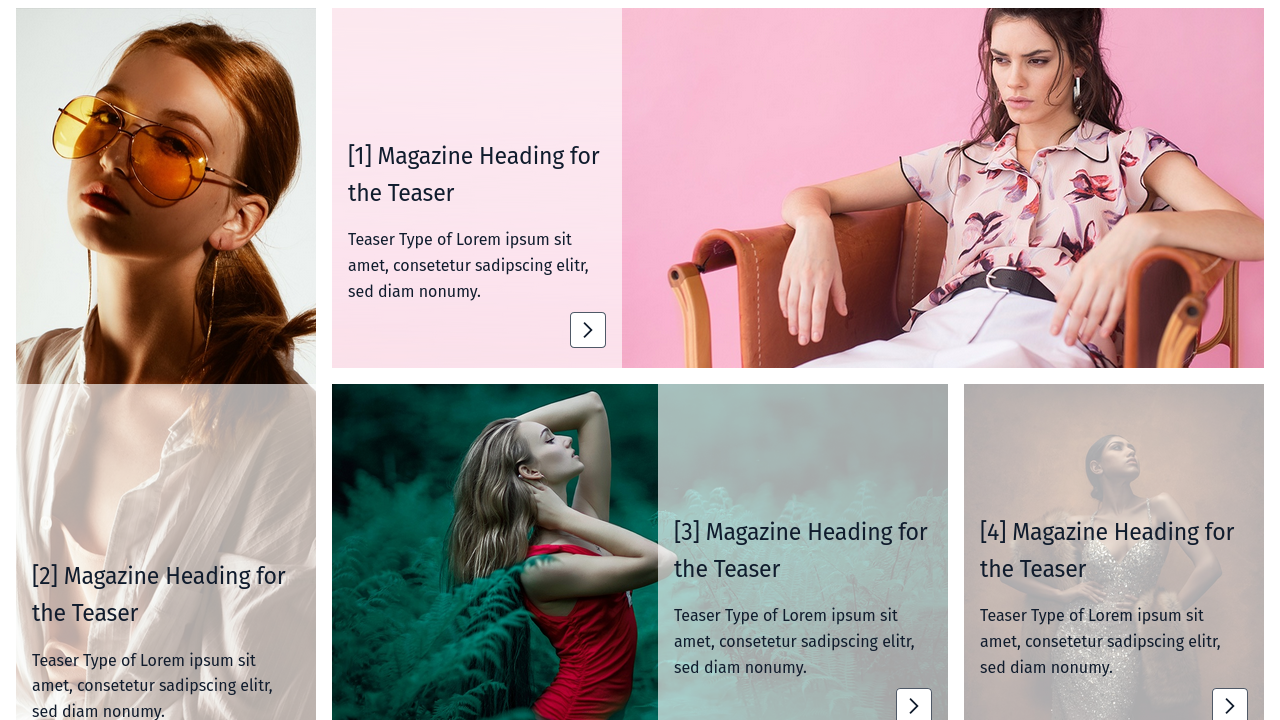 [1] Magazine Heading for
the Teaser
Teaser Type of Lorem ipsum sit
amet, consetetur sadipscing elitr,
sed diam nonumy.
[2] Magazine Heading for
the Teaser
Teaser Type of Lorem ipsum sit
amet, consetetur sadipscing elitr,
sed diam nonumy.
[3] Magazine Heading for
the Teaser
Teaser Type of Lorem ipsum sit
amet, consetetur sadipscing elitr,
sed diam nonumy.
[4] Magazine Heading for
the Teaser
Teaser Type of Lorem ipsum sit
amet, consetetur sadipscing elitr,
sed diam nonumy.